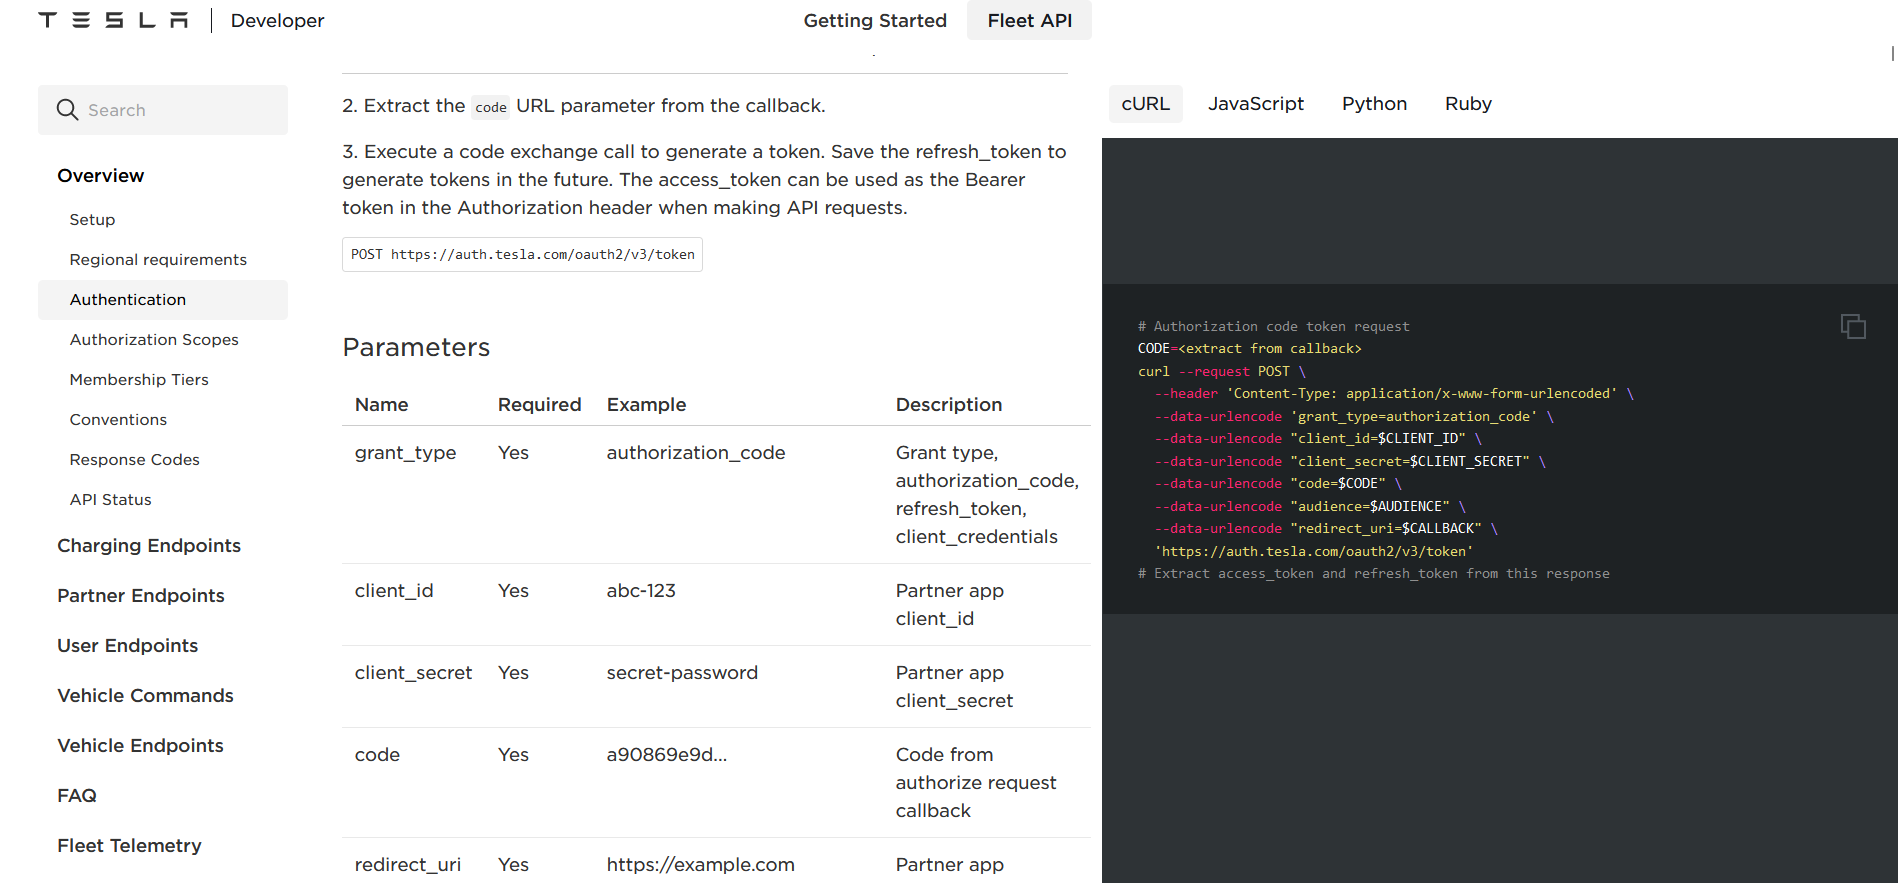 TESLA Developer
Getting Started
Fleet API
Search
Overview
Setup
Regional requirements
Authentication
Authorization Scopes
Membership Tiers
Conventions
Response Codes
API Status
Charging Endpoints
Partner Endpoints
User Endpoints
Vehicle Commands
Vehicle Endpoints
FAQ
Fleet Telemetry
2. Extract the code URL parameter from the callback.
3. Execute a code exchange call to generate a token. Save the refresh_token to
generate tokens in the future. The access_token can be used as the Bearer
token in the Authorization header when making API requests.
POST https://auth.tesla.com/oauth2/v3/token
Parameters
Name Required Example Description
grant_type Yes authorization_code Grant type,
authorization_code,
refresh_token,
client_credentials
client_id Yes abc-123 Partner app
client_id
client_secret Yes secret-password Partner app
client_secret
code Yes a90869e9d... Code from
authorize request
callback
redirect_uri Yes https://example.com Partner app
cURL JavaScript Python Ruby
# Authorization code token request
CODE=<extract from callback>
curl --request POST \
--header 'Content-Type: application/x-www-form-urlencoded' \
--data-urlencode 'grant_type=authorization_code' \
--data-urlencode "client_id=$CLIENT_ID" \
--data-urlencode "client_secret=$CLIENT_SECRET" \
--data-urlencode "code=$CODE" \
--data-urlencode "audience=$AUDIENCE" \
--data-urlencode "redirect_uri=$CALLBACK" \
'https://auth.tesla.com/oauth2/v3/token'
# Extract access_token and refresh_token from this response